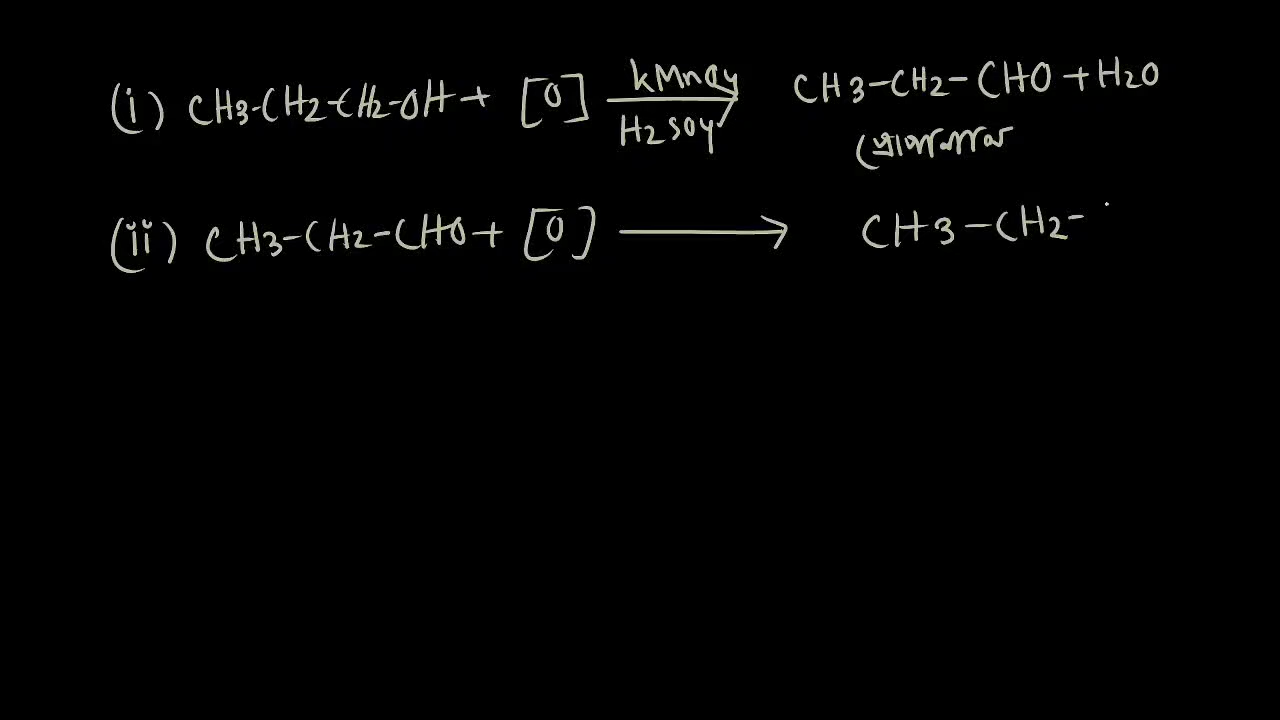 (i) CH3-CH2-CH2-OH + [O] KMnO4 / H2SO4 → CH3-CH2-CHO + H2O
(ii) CH3-CH2-CHO + [O] → CH3-CH2-